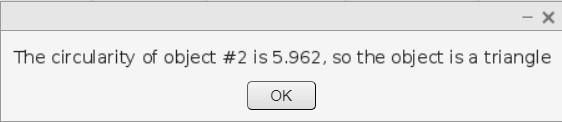 The circularity of object #2 is 5.962, so the object is a triangle
OK